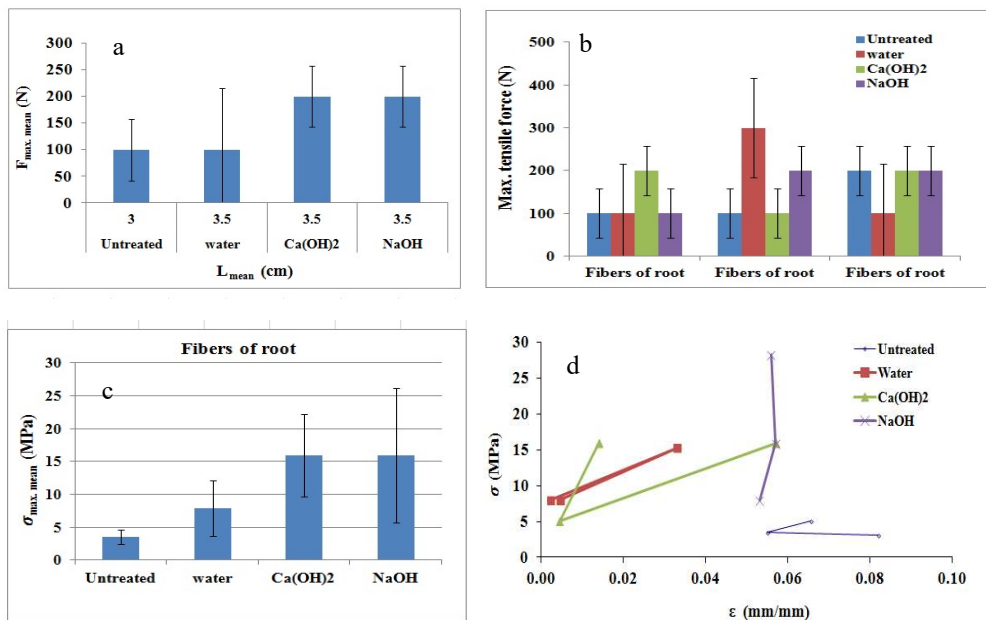 a
300
250
200
150
100
50
0
F max. mean (N)
3 3.5 3.5 3.5
Untreated water Ca(OH)2 NaOH
L mean (cm)
b
500
400
300
200
100
0
Max. tensile force (N)
Untreated
water
Ca(OH)2
NaOH
Fibers of root Fibers of root Fibers of root
Fibers of root
c
30
25
20
15
10
5
0
σ max. mean (MPa)
Untreated water Ca(OH)2 NaOH
d
30
25
20
15
10
5
0
σ (MPa)
Untreated
Water
Ca(OH)2
NaOH
0.00 0.02 0.04 0.06 0.08 0.10
ε (mm/mm)